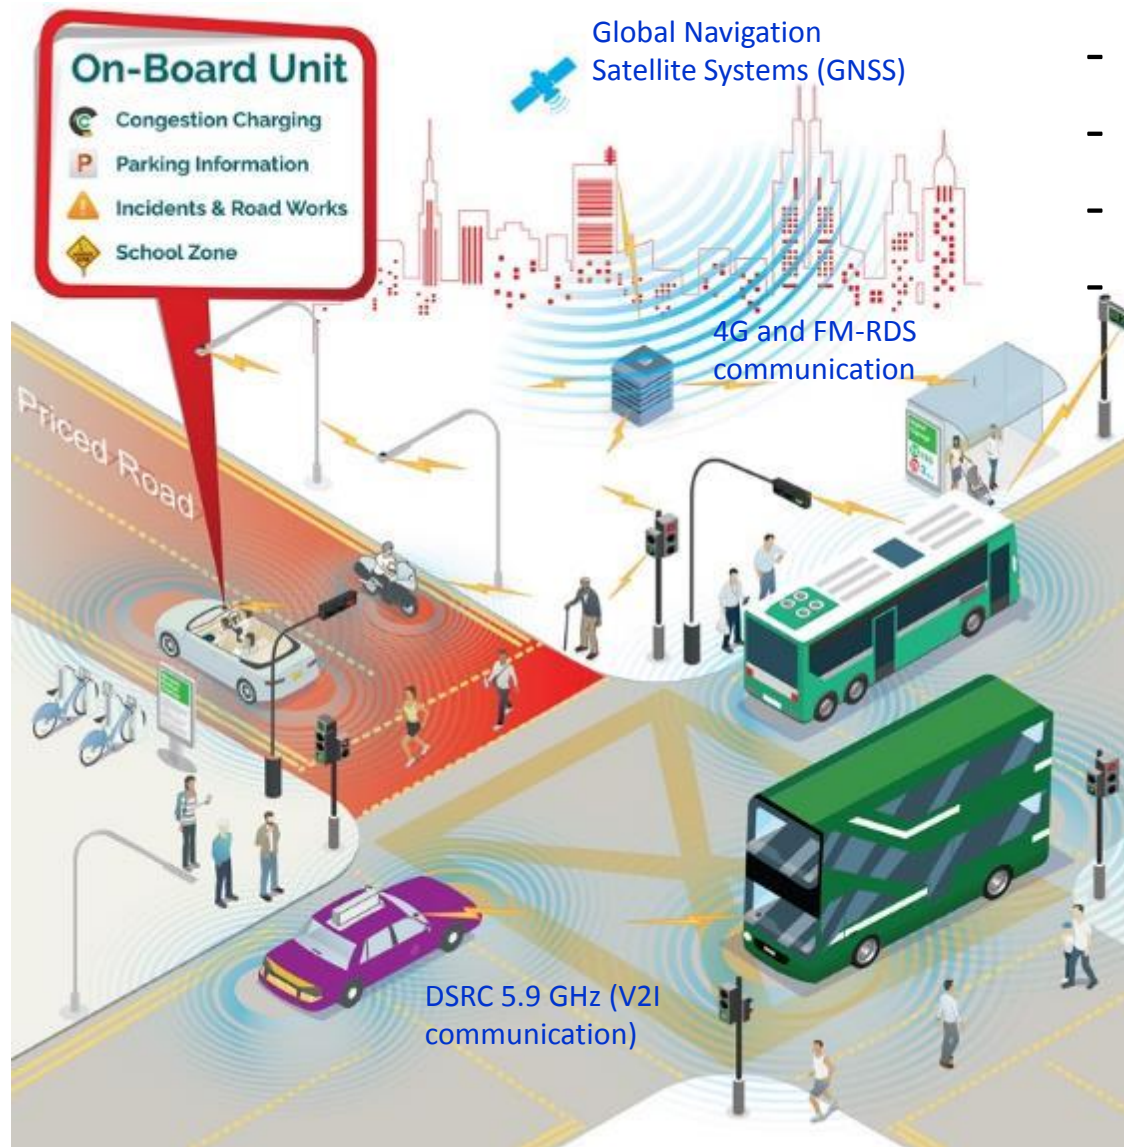 Global Navigation
Satellite Systems (GNSS)
-
-
-
-
On-Board Unit
C Congestion Charging
P Parking Information
Incidents & Road Works
School Zone
4G and FM-RDS
communication
Priced Road
DSRC 5.9 GHz (V2I
communication)